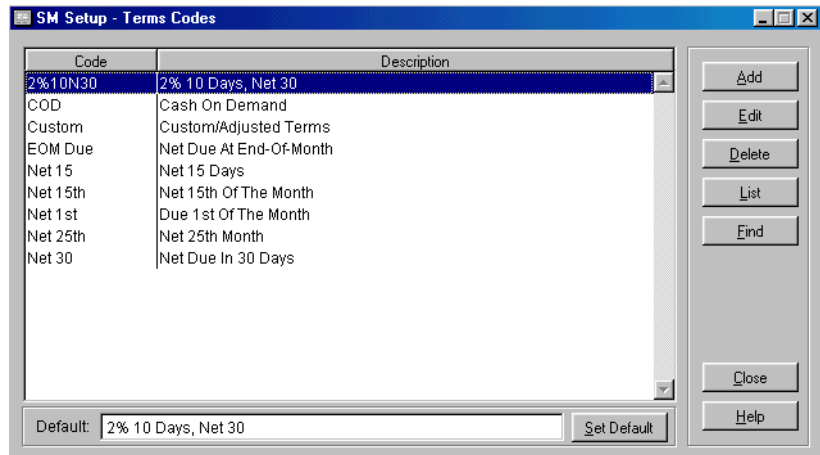 SM Setup - Terms Codes
Code Description
2%10N30 2% 10 Days, Net 30
COD Cash On Demand
Custom Custom/Adjusted Terms
EOM Due Net Due At End-Of-Month
Net 15 Net 15 Days
Net 15th Net 15th Of The Month
Net 1st Due 1st Of The Month
Net 25th Net 25th Month
Net 30 Net Due In 30 Days
Default: 2% 10 Days, Net 30 Set Default
Add
Edit
Delete
List
Find
Close
Help